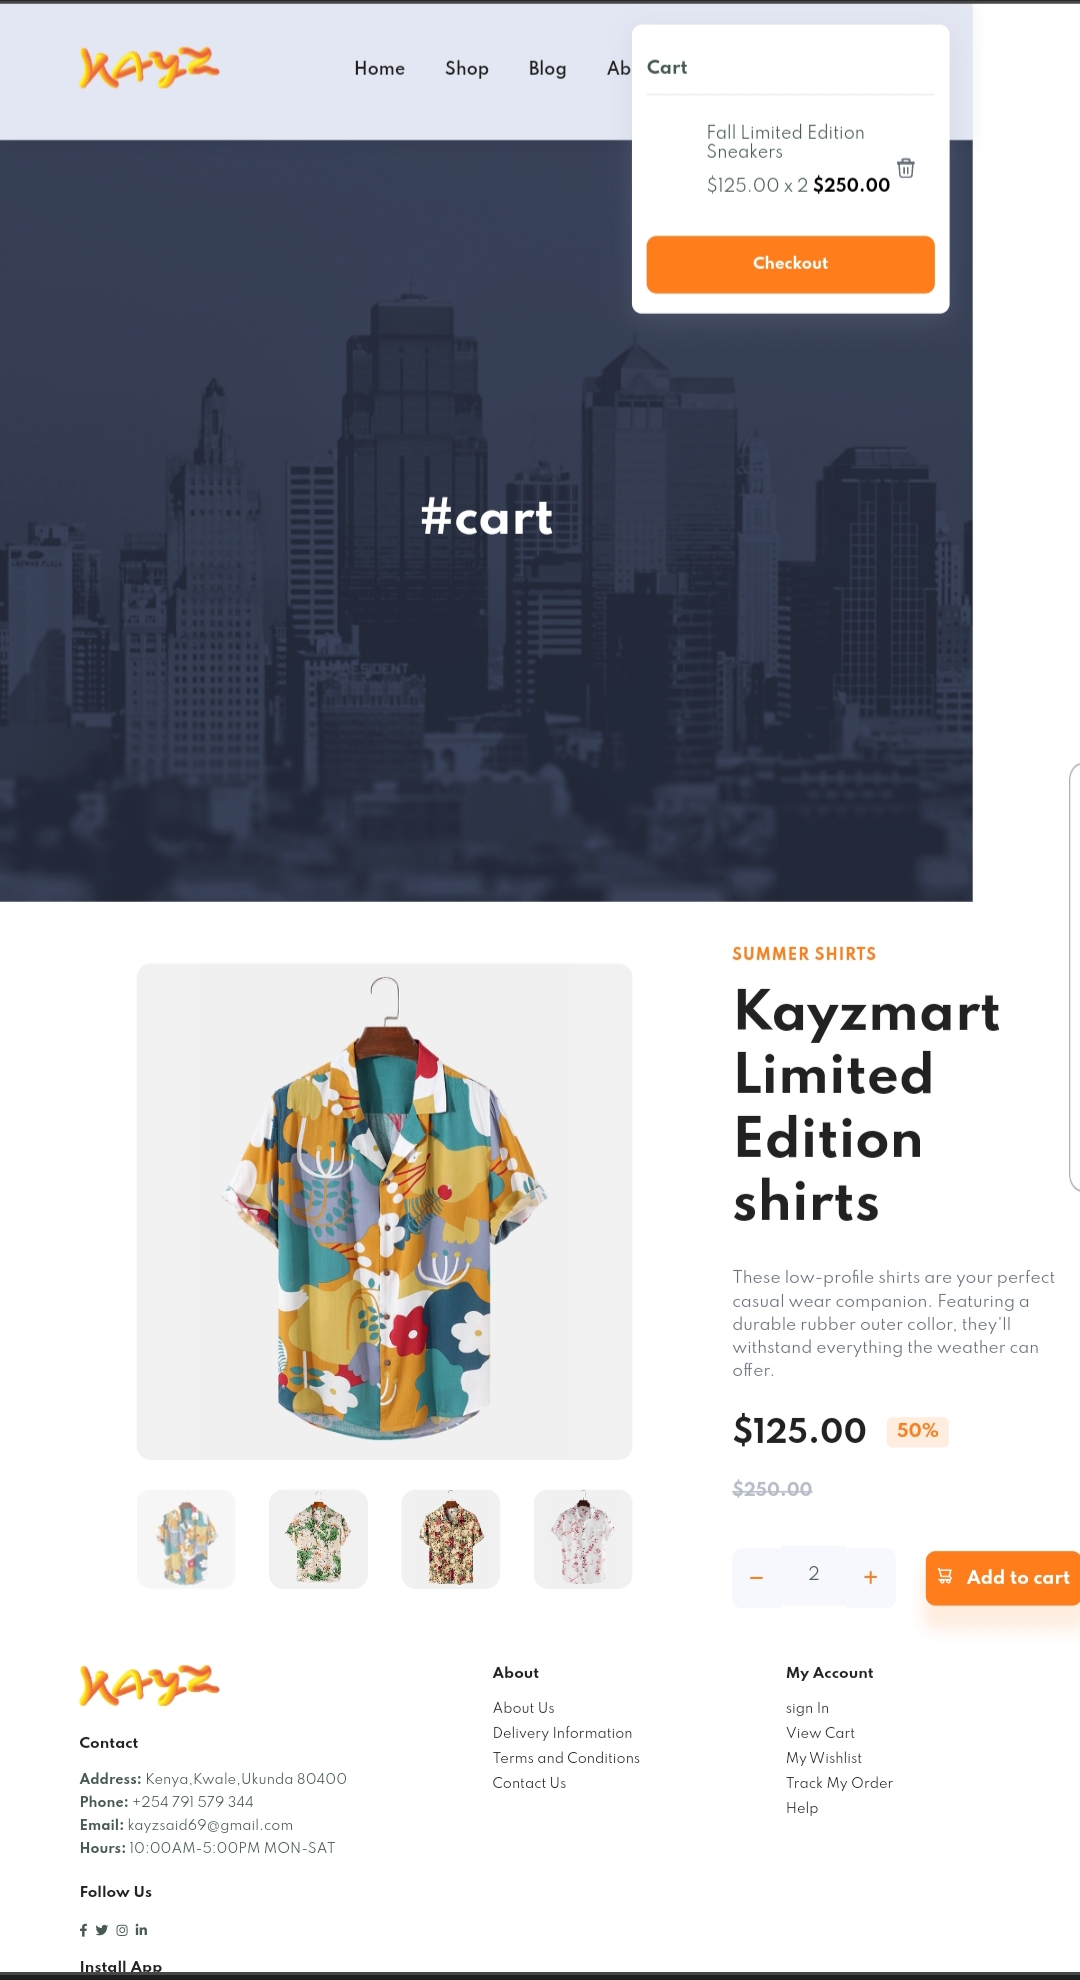 KAYZ
Home Shop Blog Ab
Cart
Fall Limited Edition
Sneakers
$125.00 x 2 $250.00
Checkout
#cart
PRESIDENT
SUMMER SHIRTS
Kayzmart
Limited
Edition
shirts
These low-profile shirts are your perfect
casual wear companion. Featuring a
durable rubber outer collor, they'll
withstand everything the weather can
offer.
$125.00 50%
$250.00
− 2 +
Add to cart
KAYZ
Contact
Address: Kenya,Kwale,Ukunda 80400
Phone: +254 791 579 344
Email: kayzsaid69@gmail.com
Hours: 10:00AM-5:00PM MON-SAT
Follow Us
Install App
About
About Us
Delivery Information
Terms and Conditions
Contact Us
My Account
sign In
View Cart
My Wishlist
Track My Order
Help